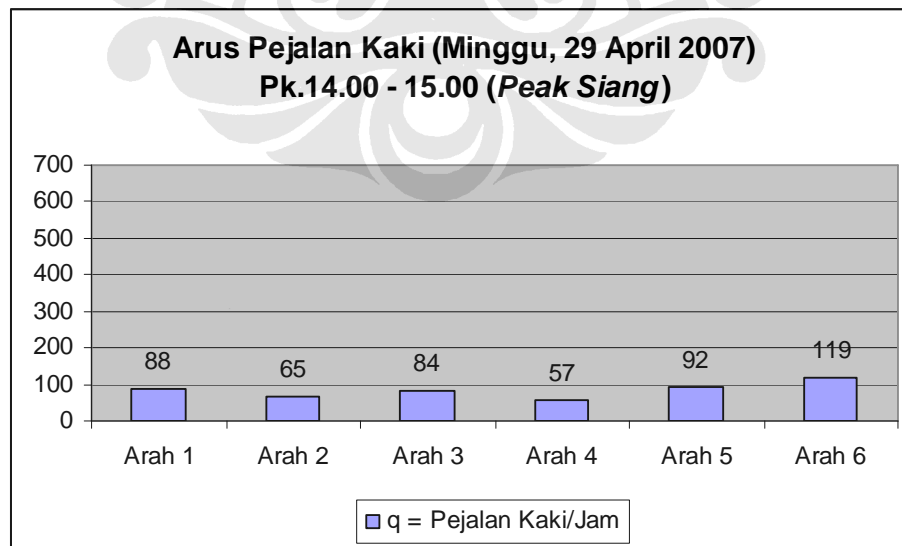 Arus Pejalan Kaki (Minggu, 29 April 2007)
Pk.14.00 - 15.00 (Peak Siang)
700
600
500
400
300
200
100
0
88
65
84
57
92
119
Arah 1
Arah 2
Arah 3
Arah 4
Arah 5
Arah 6
q = Pejalan Kaki/Jam